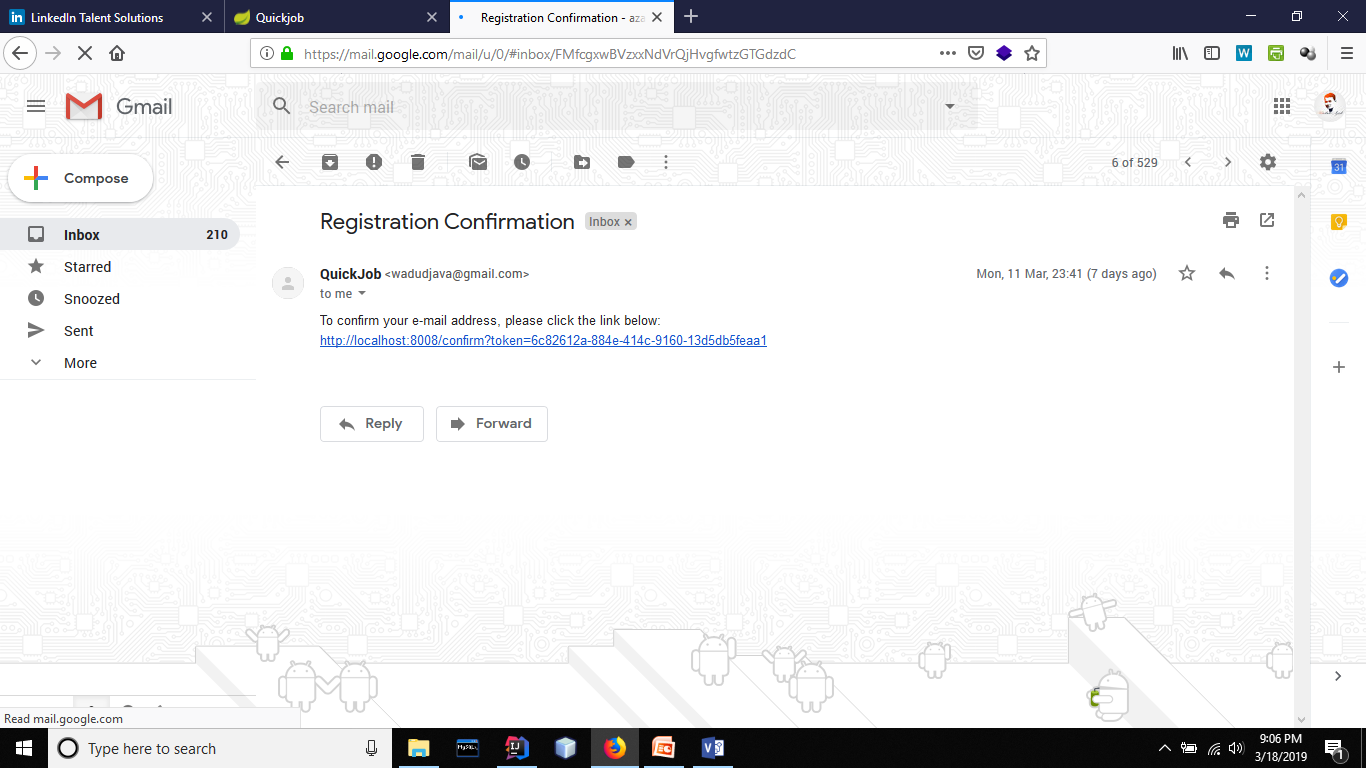 LinkedIn Talent Solutions
Quickjob
Registration Confirmation - aza
https://mail.google.com/mail/u/0/#inbox/FMfcgxwBVzxxNdVrQjHvgfwtzGTGdzdC
W
Gmail
Search mail
Compose
6 of 529
31
Registration Confirmation
Inbox x
Inbox 210
Starred
Snoozed
Sent
More
QuickJob <wadudjava@gmail.com>
Mon, 11 Mar, 23:41 (7 days ago)
to me
To confirm your e-mail address, please click the link below:
http://localhost:8008/confirm?token=6c82612a-884e-414c-9160-13d5db5feaa1
Reply
Forward
Read mail.google.com
Type here to search
MySQL
IJ
P
W
9:06 PM
3/18/2019
1